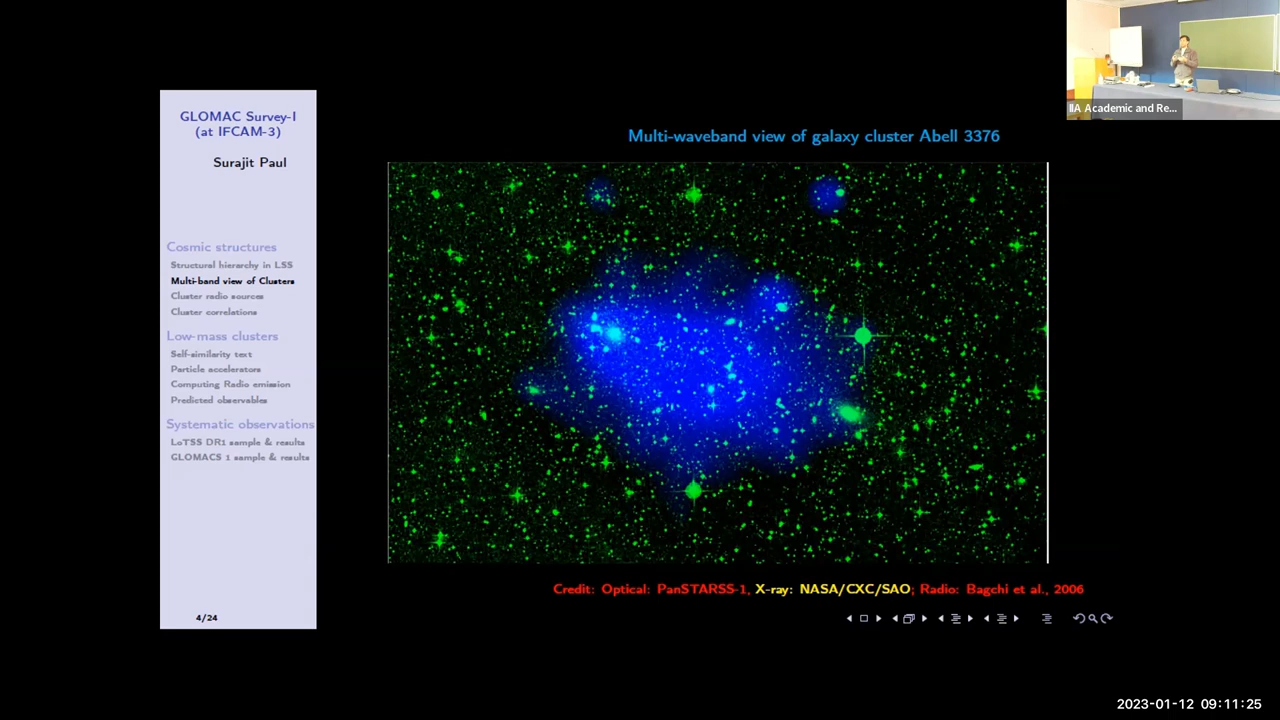 IIA Academic and Re...
GLOMAC Survey-I
(at IFCAM-3)
Surajit Paul
Cosmic structures
Structural hierarchy in LSS
Multi-band view of Clusters
Cluster radio sources
Cluster correlations
Low-mass clusters
Self-similarity text
Particle accelerators
Computing Radio emission
Predicted observables
Systematic observations
LoTSS DR1 sample & results
GLOMACS 1 sample & results
4/24
Multi-waveband view of galaxy cluster Abell 3376
Credit: Optical: PanSTARSS-1, X-ray: NASA/CXC/SAO; Radio: Bagchi et al., 2006
2023-01-12 09:11:25